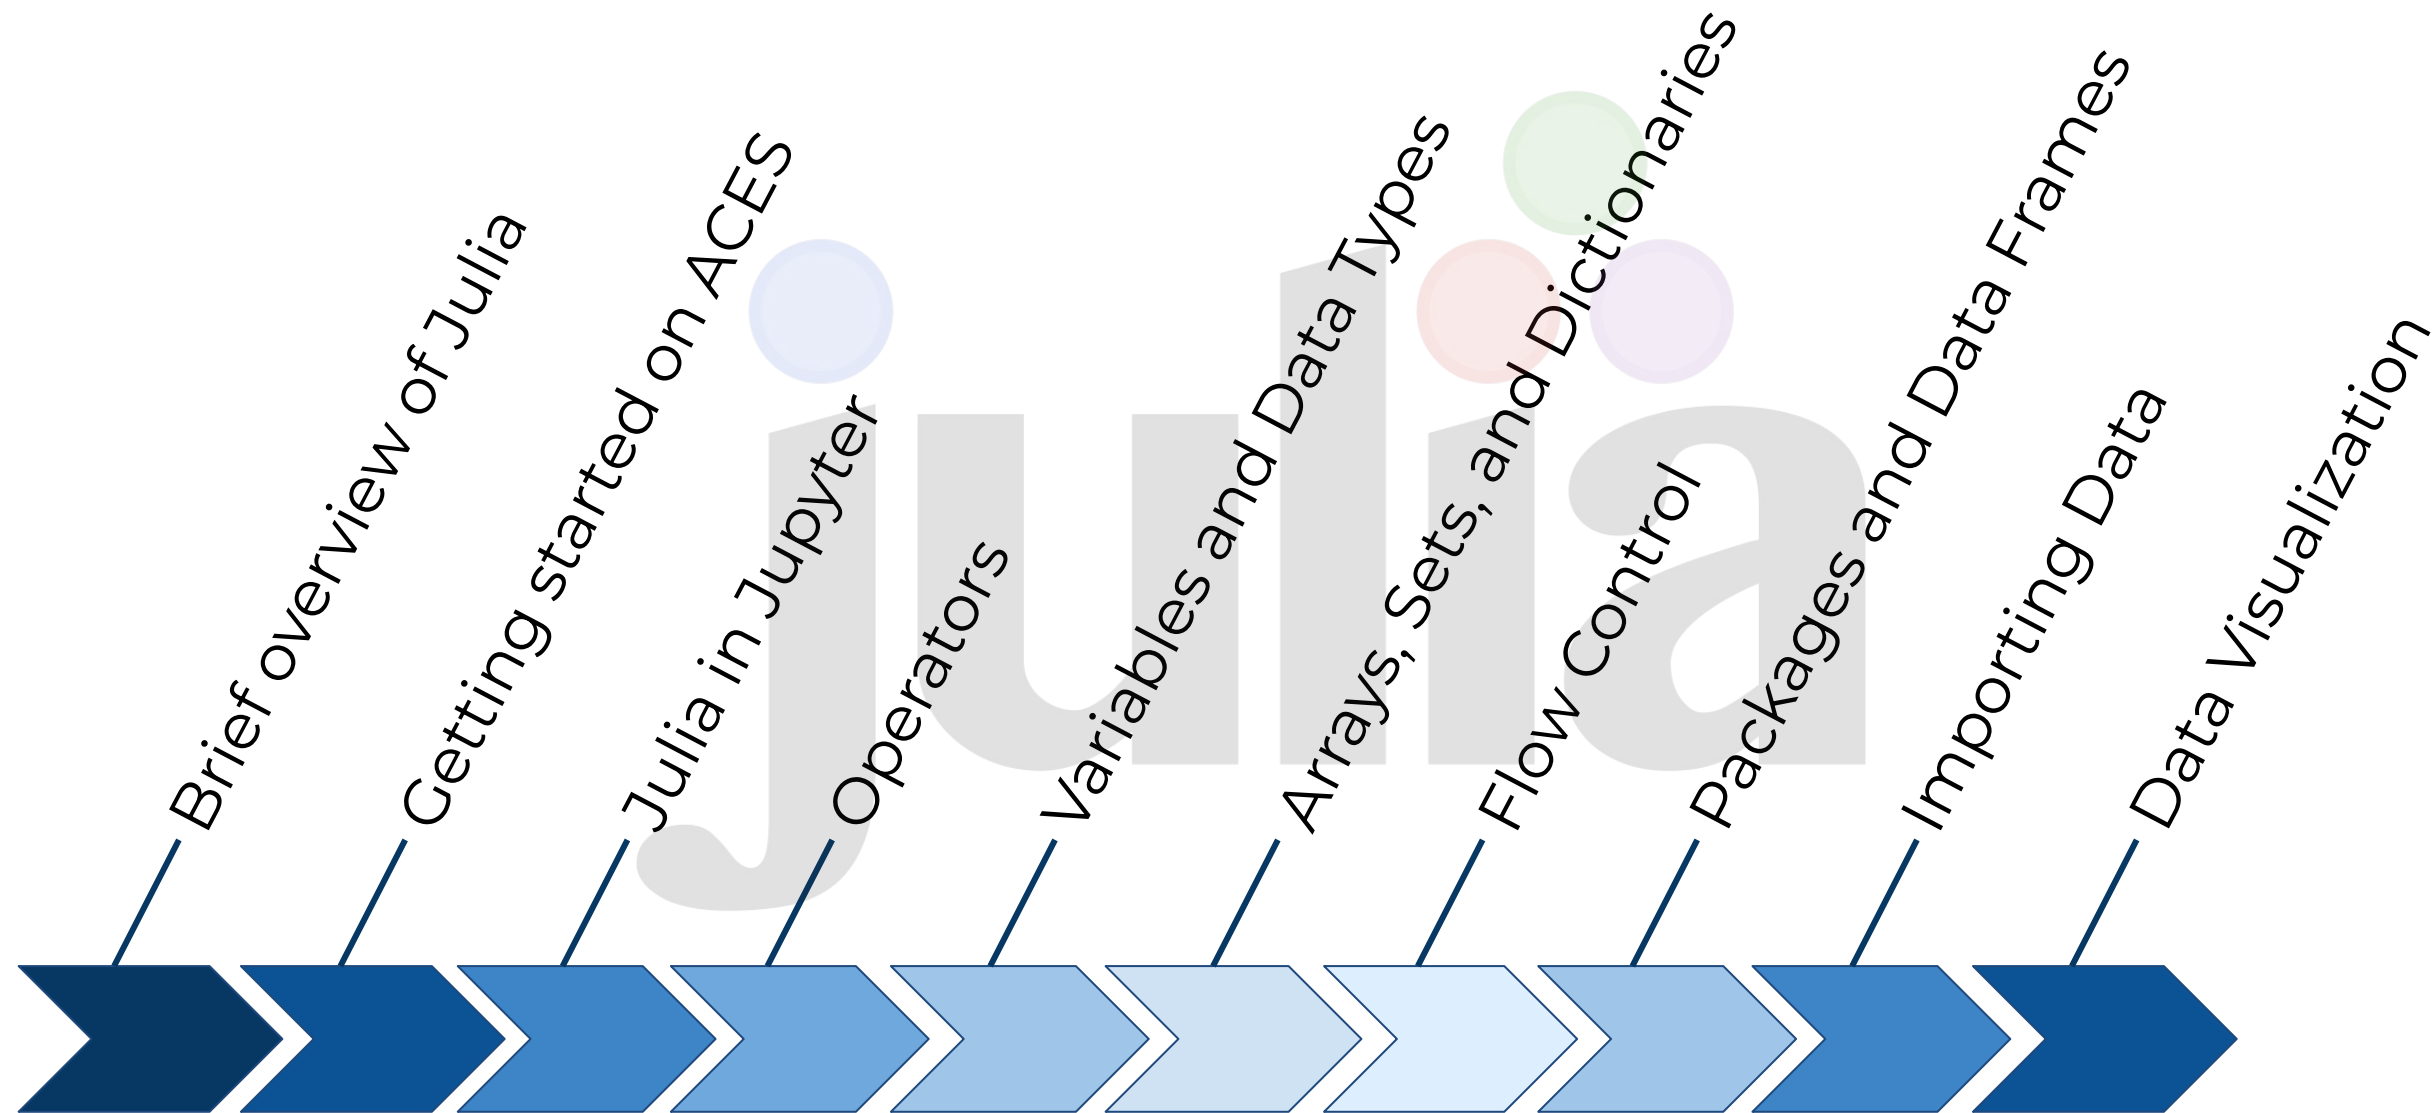 Brief overview of Julia
Getting started on ACES
Julia in Jupyter
Operators
Variables and Data Types
Arrays, Sets, and Dictionaries
Flow Control
Packages and Data Frames
Importing Data
Data Visualization
julia